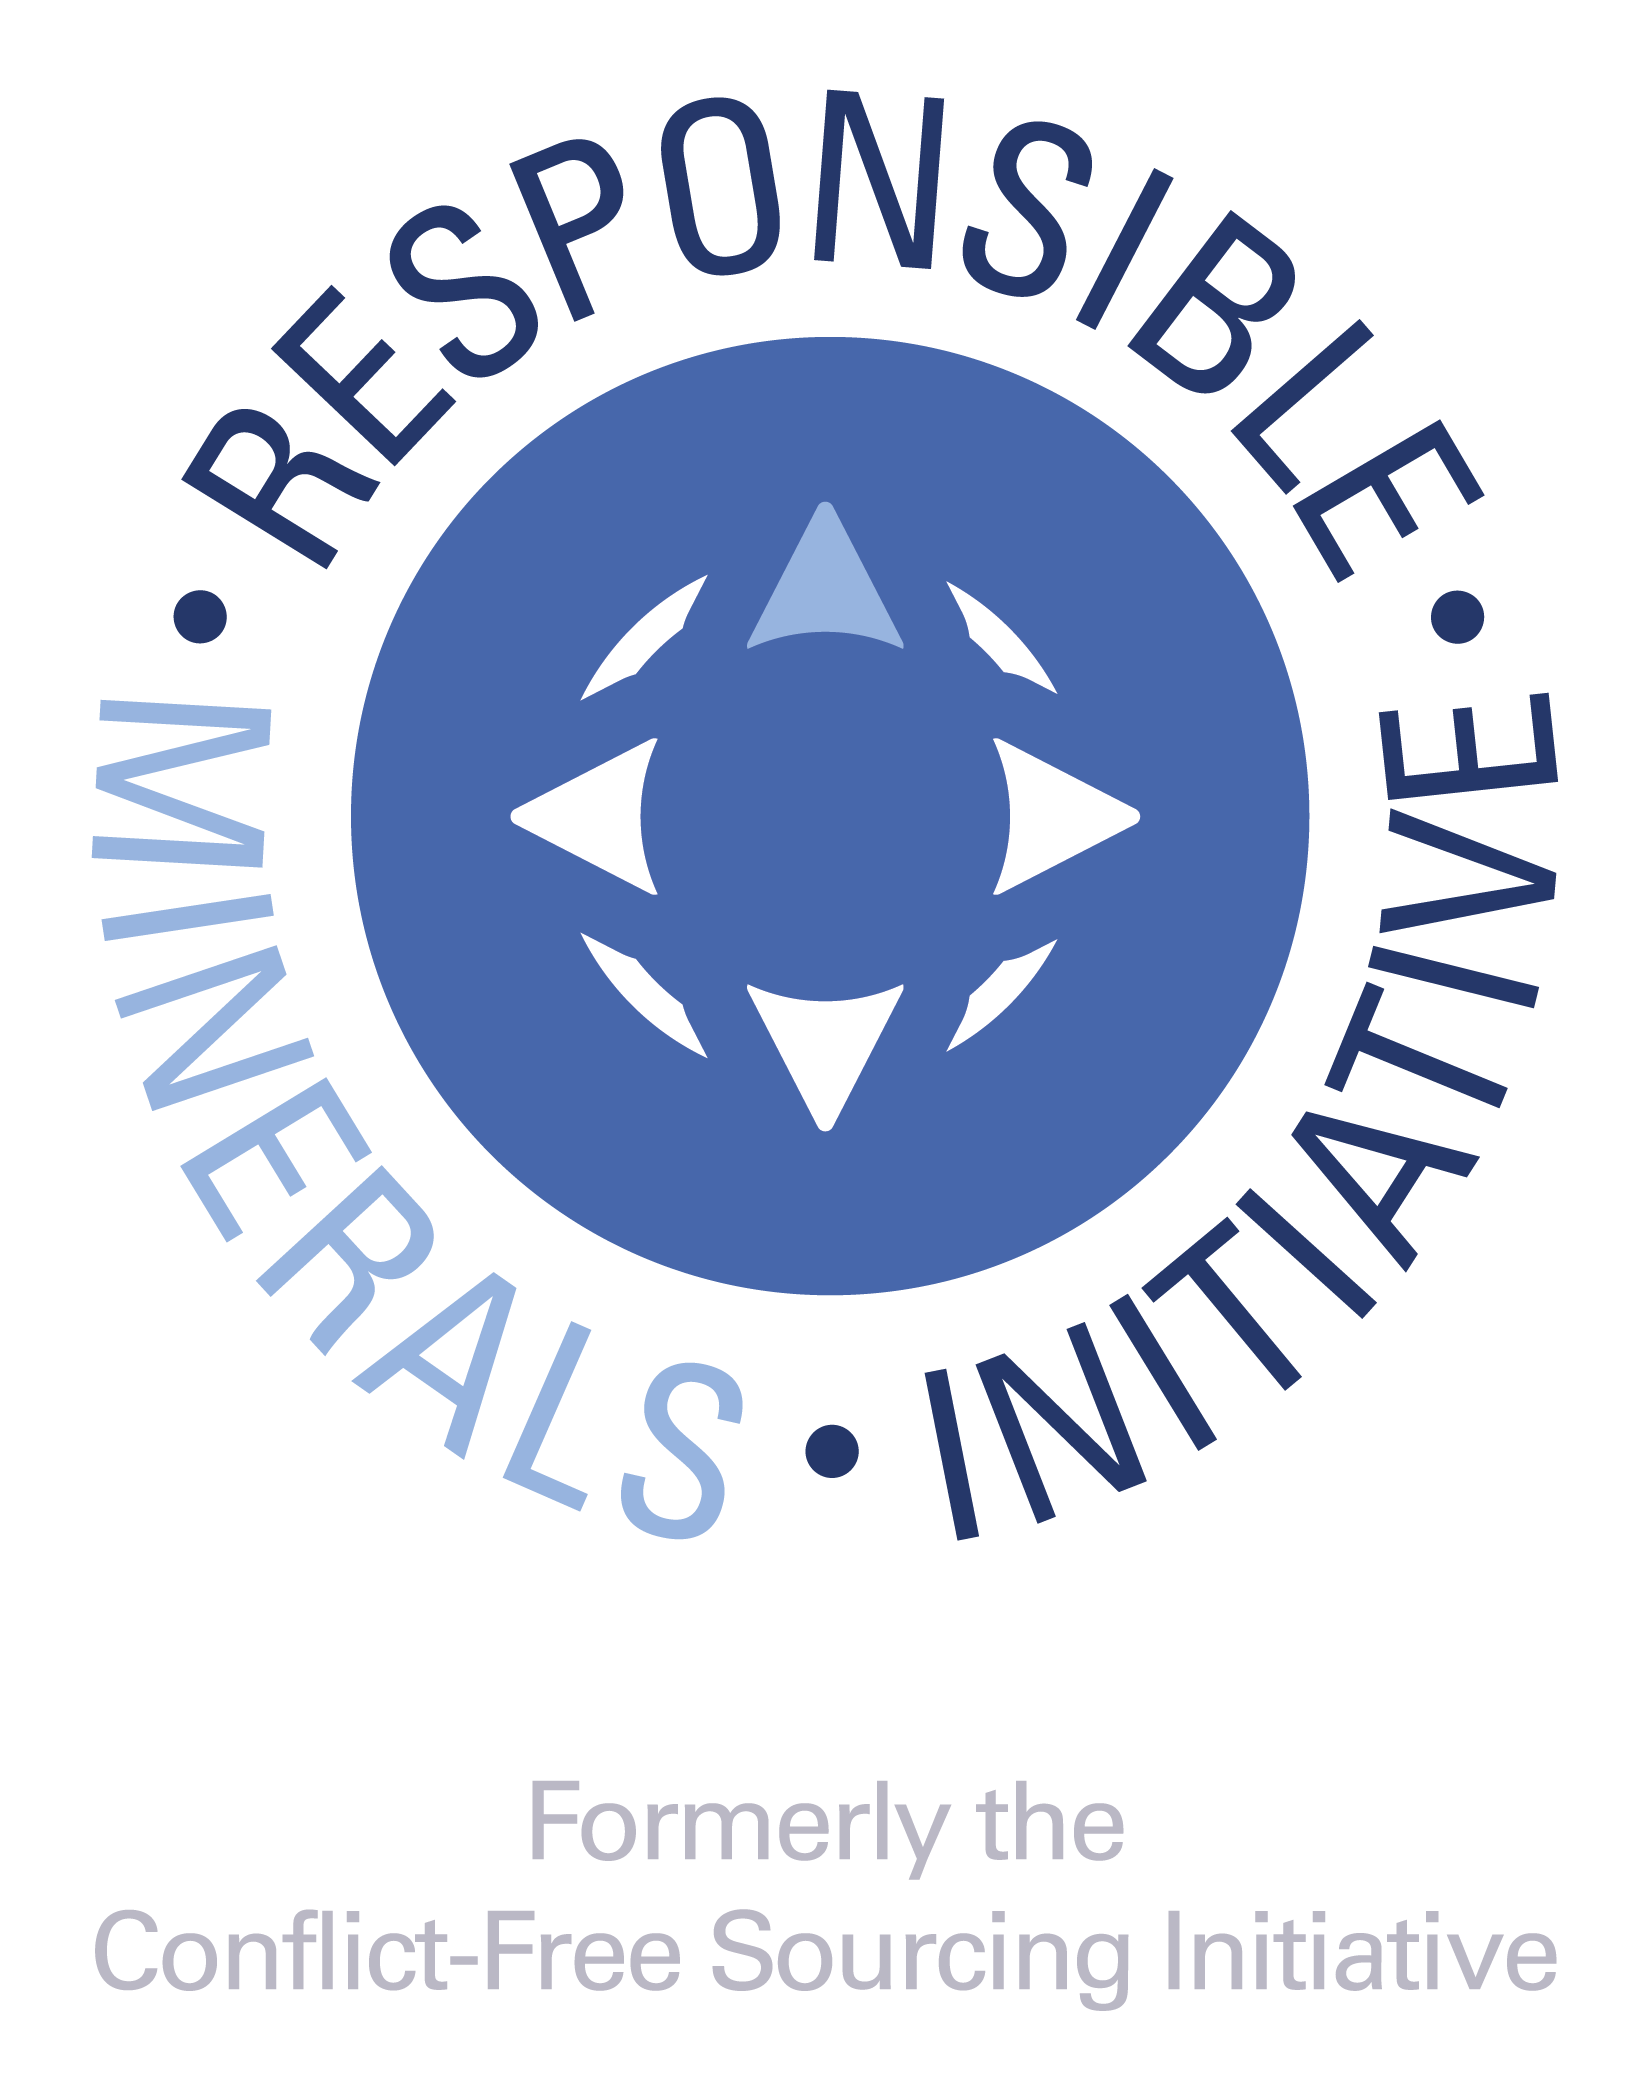 RESPONSIBLE
MINERALS
INITIATIVE
Formerly the
Conflict-Free Sourcing Initiative